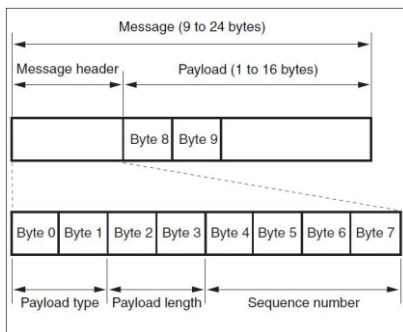 Message (9 to 24 bytes)
Message header Payload (1 to 16 bytes)
Byte 8 Byte 9
Byte 0 Byte 1 Byte 2 Byte 3 Byte 4 Byte 5 Byte 6 Byte 7
Payload type Payload length Sequence number